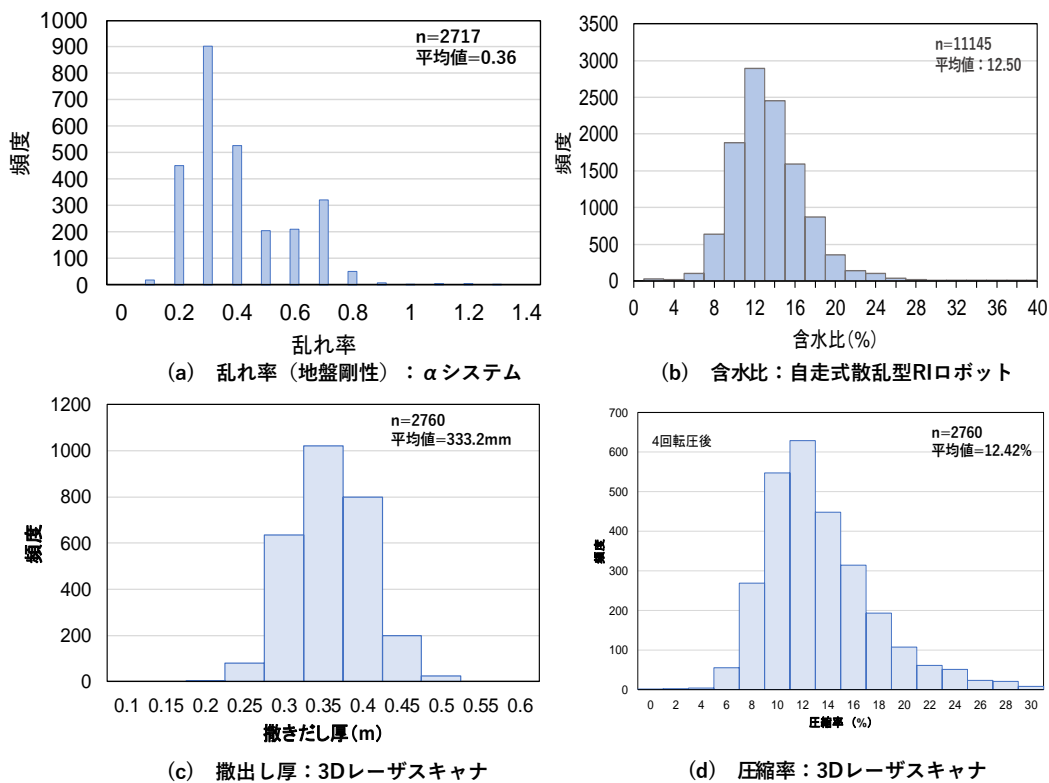 1000
900
800
700
600
500
400
300
200
100
0
頻度
n=2717
平均値=0.36
0 0.2 0.4 0.6 0.8 1 1.2 1.4
乱れ率
(a) 乱れ率（地盤剛性）：αシステム
3500
3000
2500
2000
1500
1000
500
0
頻度
n=11145
平均値：12.50
0 4 8 12 16 20 24 28 32 36 40
含水比(%)
(b) 含水比：自走式散乱型RIロボット
1200
1000
800
600
400
200
0
頻度
n=2760
平均値=333.2mm
0.1 0.15 0.2 0.25 0.3 0.35 0.4 0.45 0.5 0.55 0.6
撒きだし厚(m)
(c) 撒出し厚：3Dレーザスキャナ
700
600
500
400
300
200
100
0
頻度
4回転圧後
n=2760
平均値=12.42%
0 2 4 6 8 10 12 14 16 18 20 22 24 26 28 30
圧縮率 (%)
(d) 圧縮率：3Dレーザスキャナ